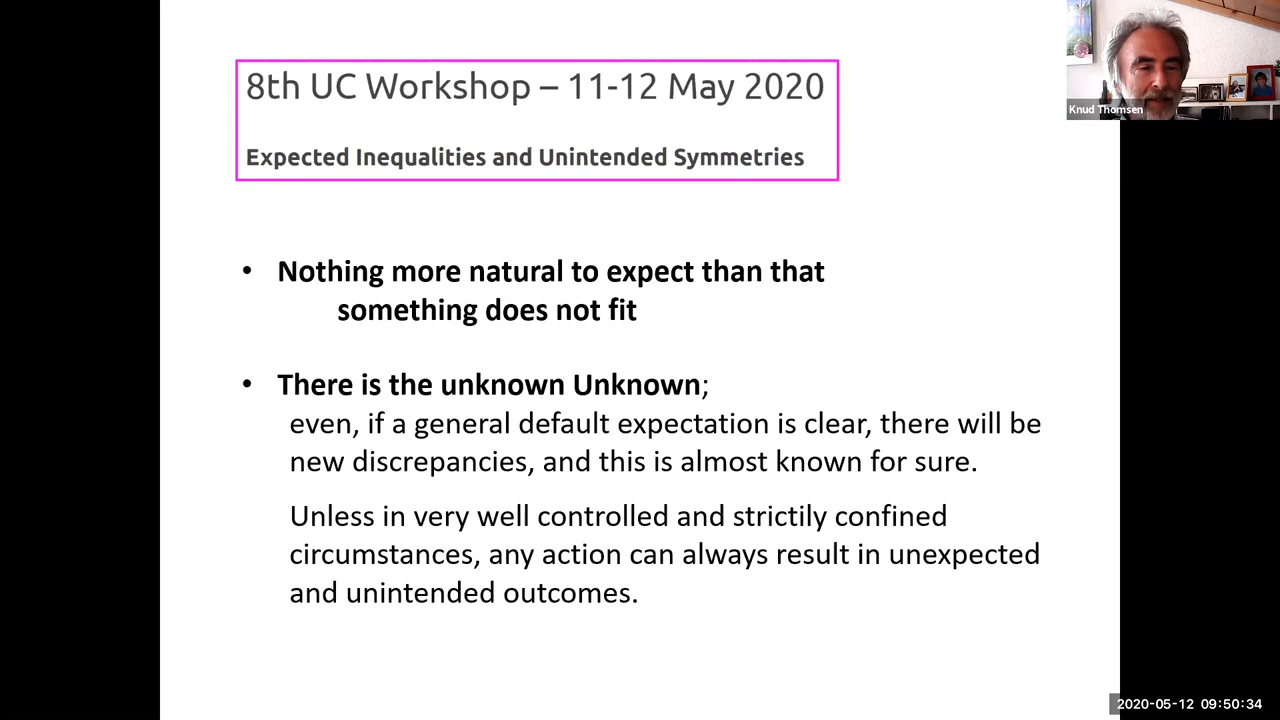 8th UC Workshop – 11-12 May 2020
Expected Inequalities and Unintended Symmetries
Knud Thomsen
• Nothing more natural to expect than that
something does not fit
• There is the unknown Unknown;
even, if a general default expectation is clear, there will be
new discrepancies, and this is almost known for sure.
Unless in very well controlled and strictily confined
circumstances, any action can always result in unexpected
and unintended outcomes.
2020-05-12 09:50:34